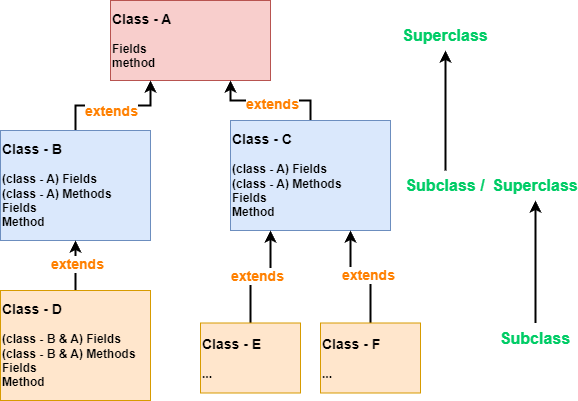 Class - A
Fields
method
Superclass
extends
extends
Class - B
(class - A) Fields
(class - A) Methods
Fields
Method
Class - C
(class - A) Fields
(class - A) Methods
Fields
Method
Subclass / Superclass
extends
extends
extends
Class - D
(class - B & A) Fields
(class - B & A) Methods
Fields
Method
Class - E
...
Class - F
...
Subclass